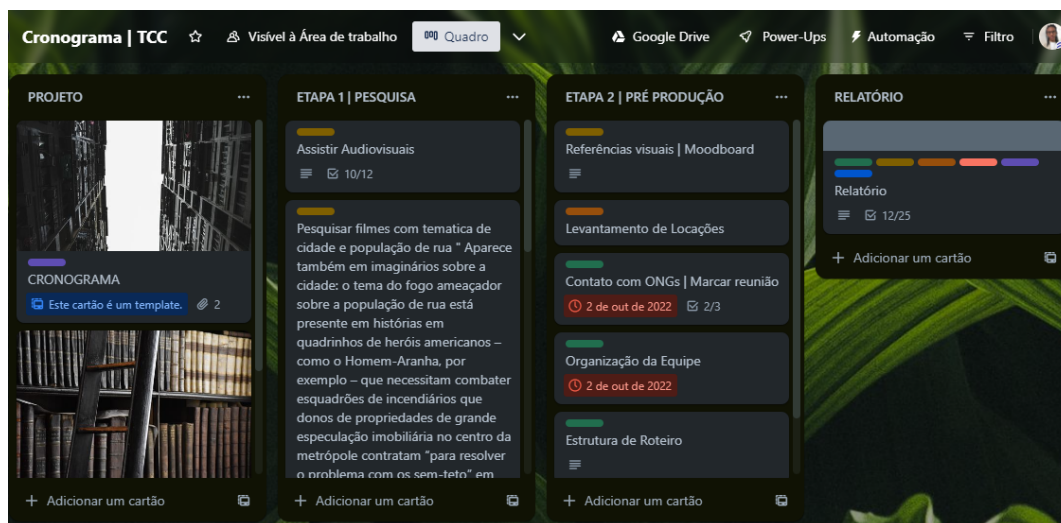 Cronograma | TCC
Visível à Área de trabalho
Quadro
Google Drive
Power-Ups
Automação
Filtro
PROJETO
CRONOGRAMA
Este cartão é um template.
2
Adicionar um cartão
ETAPA 1 | PESQUISA
Assistir Audiovisuais
10/12
Pesquisar filmes com tematica de
cidade e população de rua " Aparece
também em imaginários sobre a
cidade: o tema do fogo ameaçador
sobre a população de rua está
presente em histórias em
quadrinhos de heróis americanos –
como o Homem-Aranha, por
exemplo – que necessitam combater
esquadrões de incendiários que
donos de propriedades de grande
especulação imobiliária no centro da
metrópole contratam "para resolver
o problema com os sem-teto" em
Adicionar um cartão
ETAPA 2 | PRÉ PRODUÇÃO
Referências visuais | Moodboard
Levantamento de Locações
Contato com ONGs | Marcar reunião
2 de out de 2022
2/3
Organização da Equipe
2 de out de 2022
Estrutura de Roteiro
Adicionar um cartão
RELATÓRIO
Relatório
12/25
Adicionar um cartão